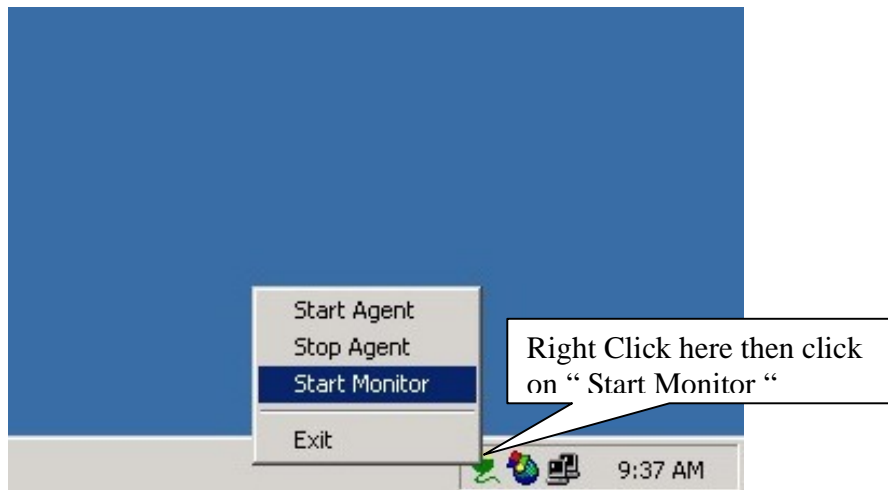 Start Agent
Stop Agent
Start Monitor
Exit
Right Click here then click
on “ Start Monitor “
9:37 AM